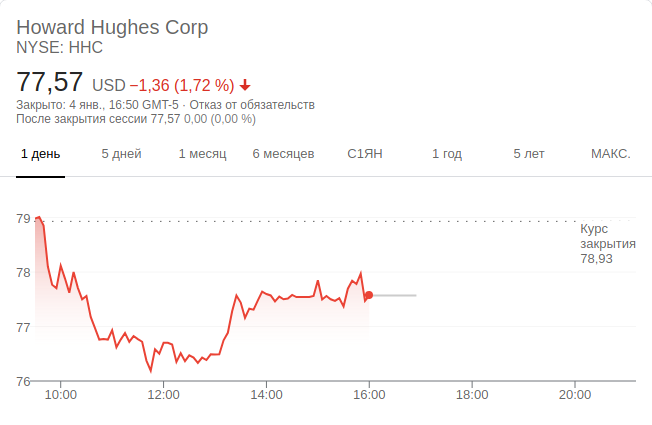 Howard Hughes Corp
NYSE: HHC
77,57 USD −1,36 (1,72 %)
Закрыто: 4 янв., 16:50 GMT-5 · Отказ от обязательств
После закрытия сессии 77,57 0,00 (0,00 %)
1 день 5 дней 1 месяц 6 месяцев С1ЯН 1 год 5 лет МАКС.
79
Курс
закрытия
78,93
78
77
76
10:00 12:00 14:00 16:00 18:00 20:00